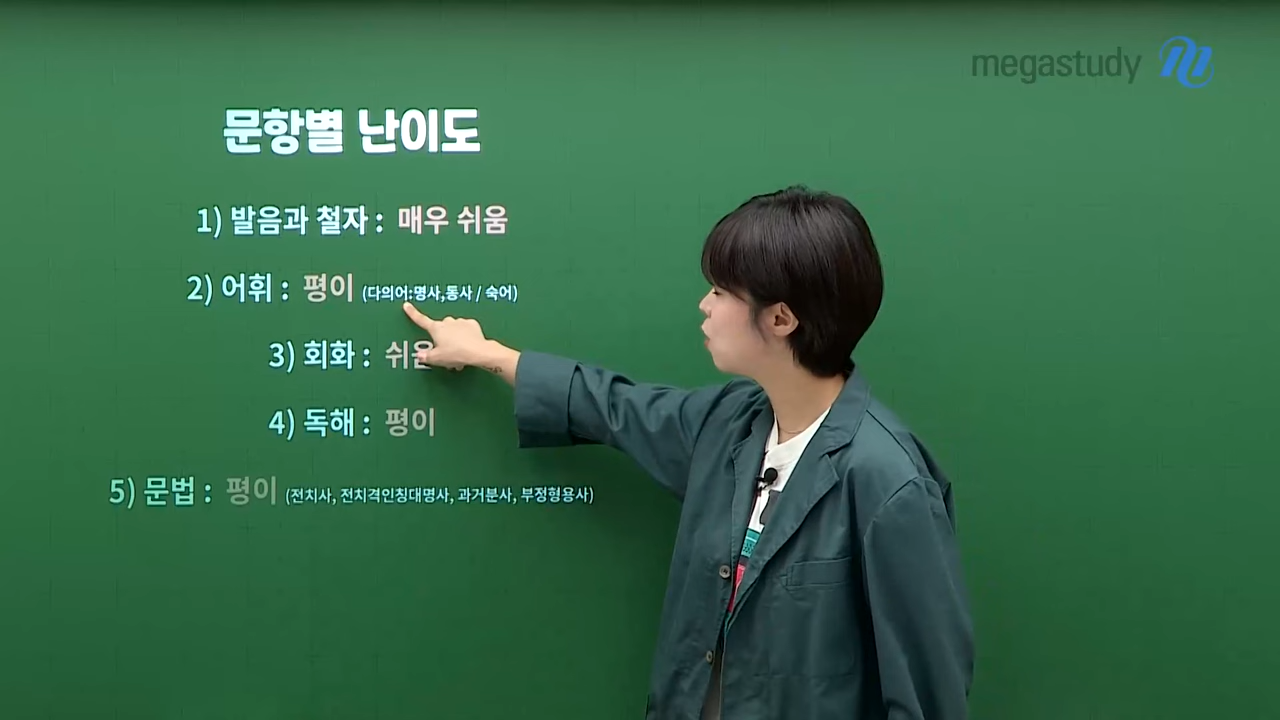 megastudy
문항별 난이도
1) 발음과 철자 : 매우 쉬움
2) 어휘 : 평이 (다의어:명사,동사 / 숙어)
3) 회화 : 쉬움
4) 독해 : 평이
5) 문법 : 평이 (전치사, 전치격인칭대명사, 과거분사, 부정형용사)